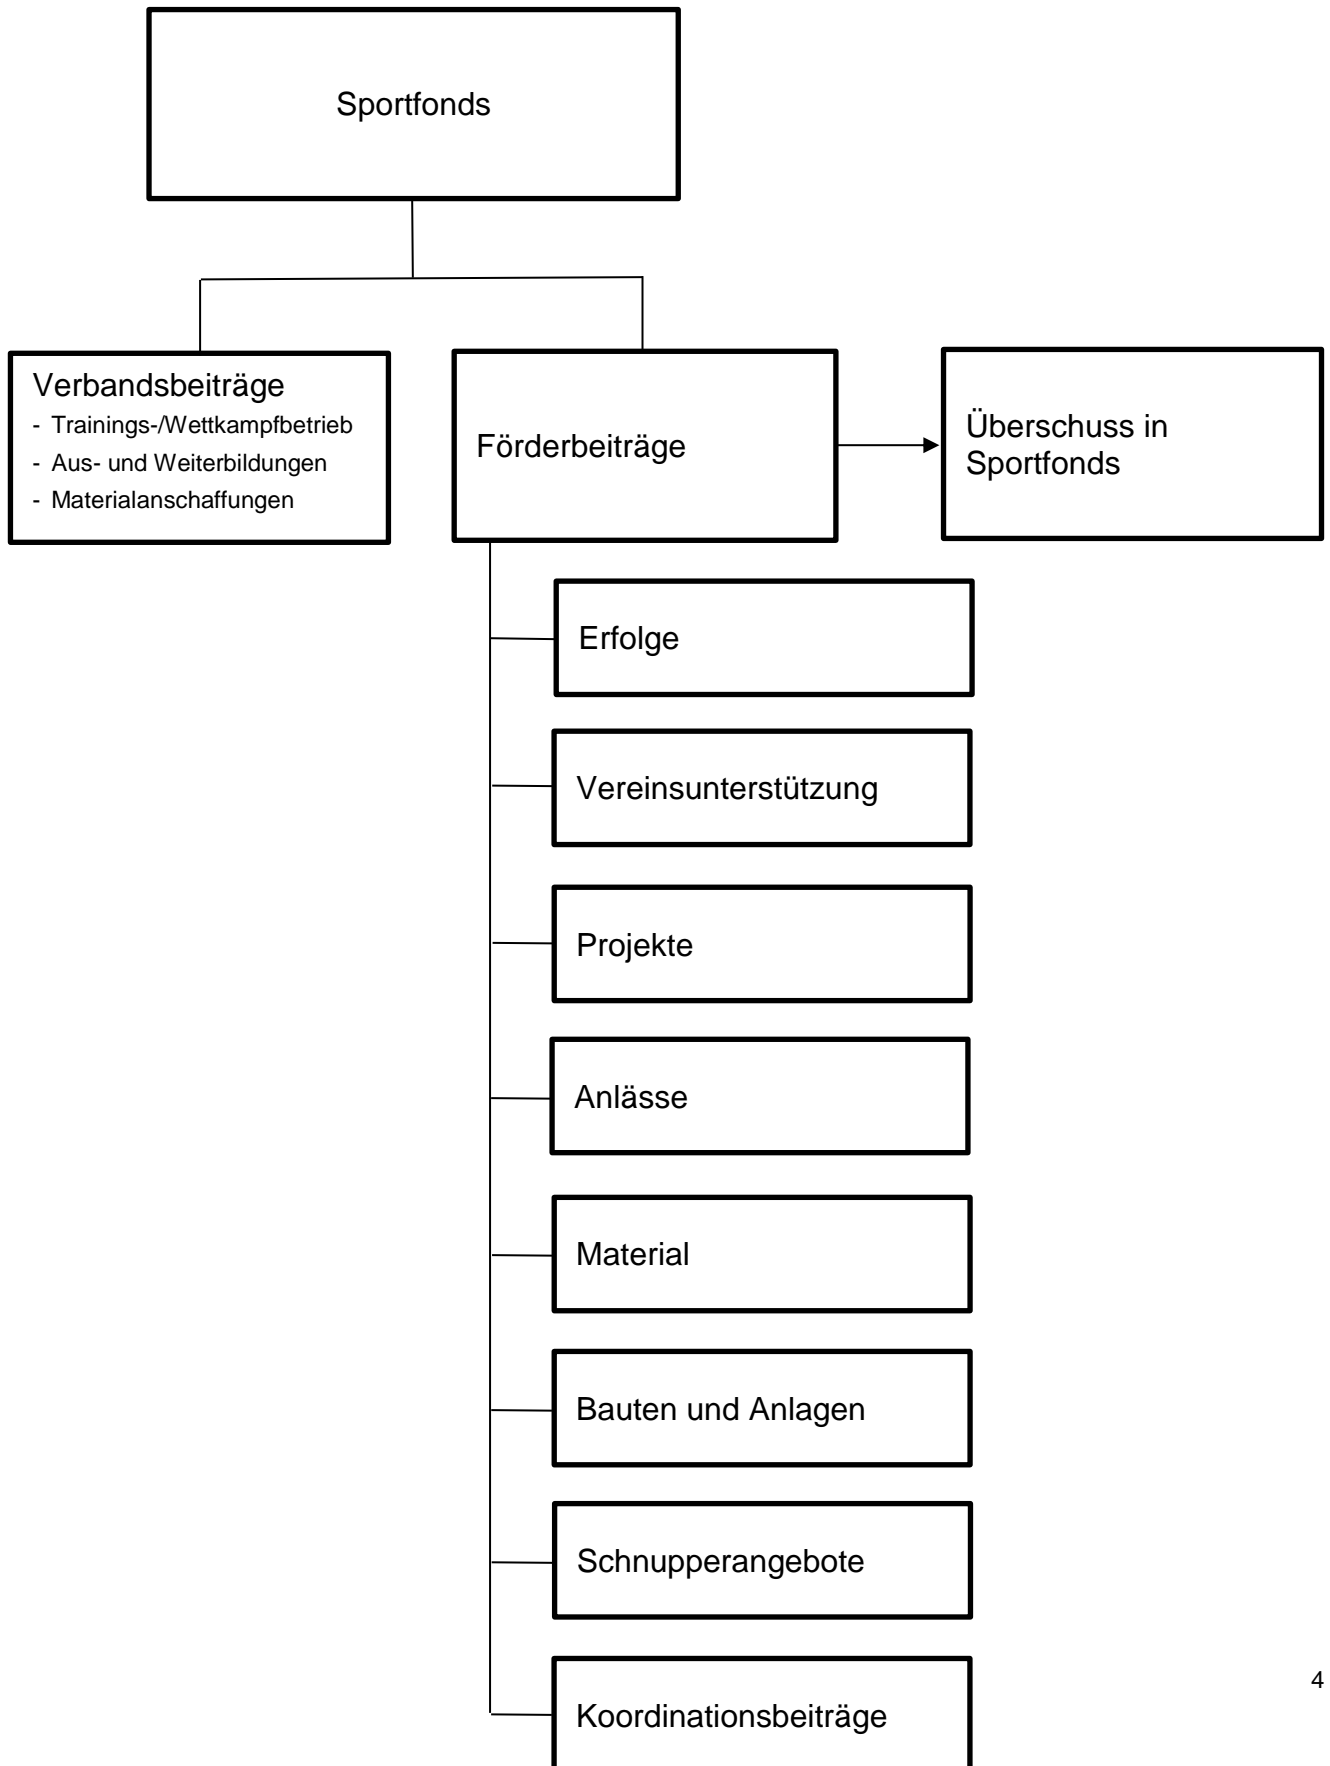 Sportfonds
Verbandsbeiträge
- Trainings-/Wettkampfbetrieb
- Aus- und Weiterbildungen
- Materialanschaffungen
Förderbeiträge
Überschuss in
Sportfonds
Erfolge
Vereinsunterstützung
Projekte
Anlässe
Material
Bauten und Anlagen
Schnupperangebote
Koordinationsbeiträge
4